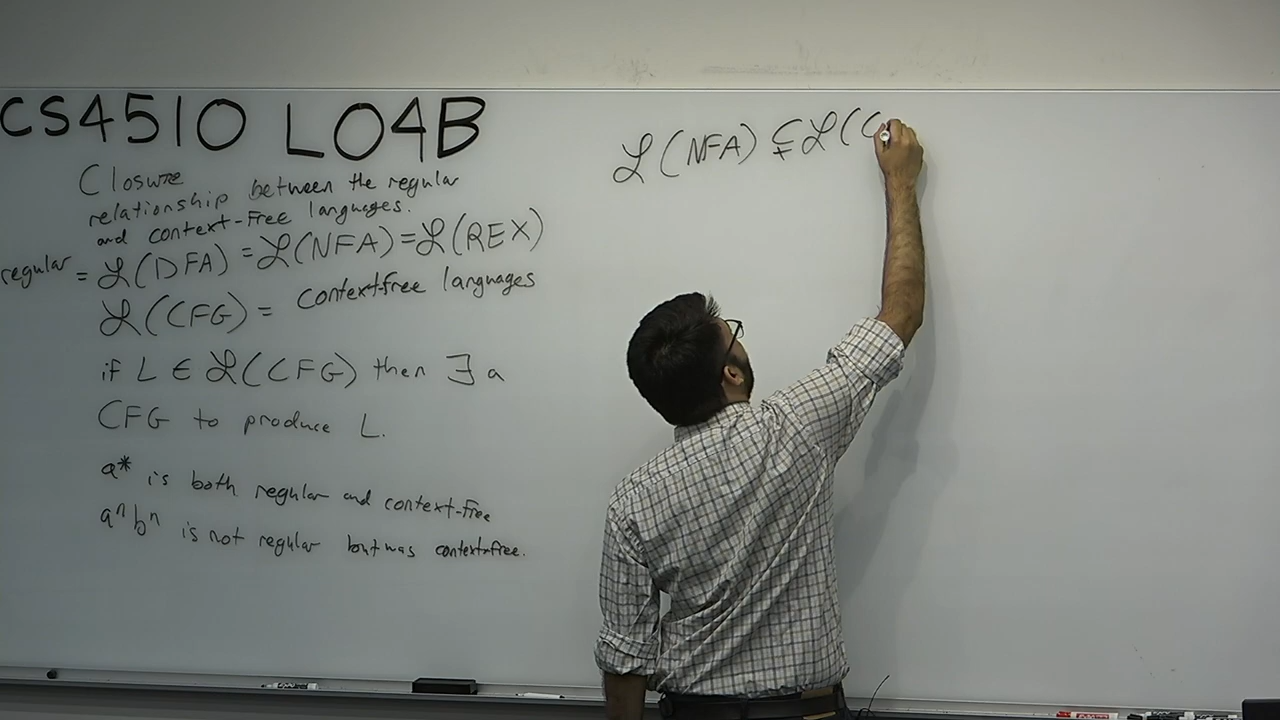 CS4510 L04B
Closure
relationship between the regular
and context-Free languages.
regular = ℒ(DFA) = ℒ(NFA) = ℒ(REX)
ℒ(CFG) = Context-free languages
if L ∈ ℒ(CFG) then ∃ a
CFG to produce L.
a* is both regular and context-free
aⁿbⁿ is not regular but was context-free.
ℒ(NFA) ⊊ ℒ(C